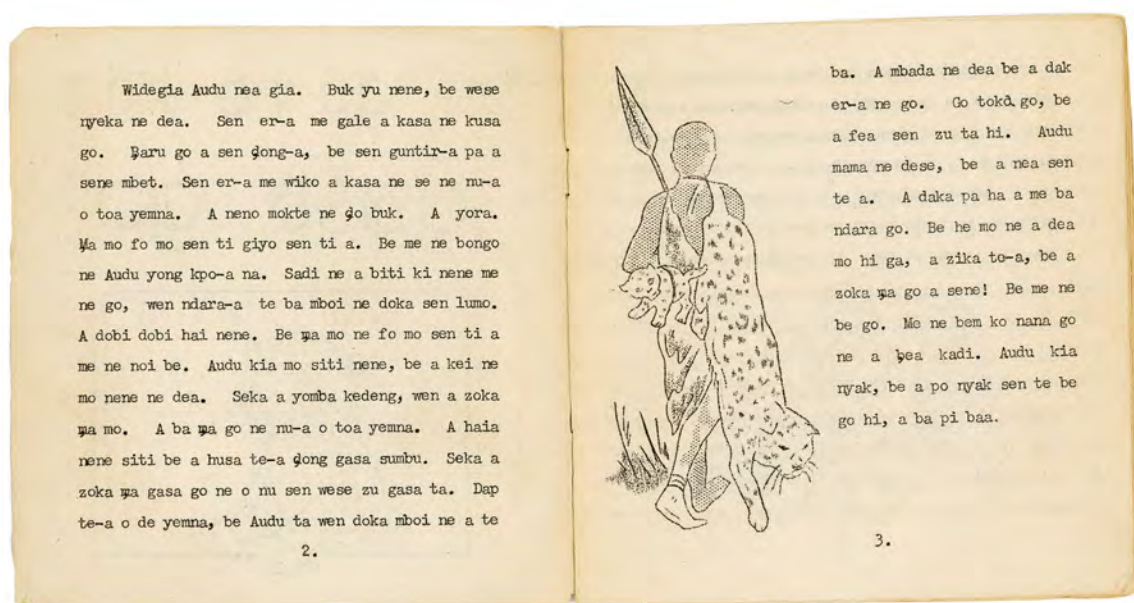 Widegia Audu nea gia. Buk yu nene, be wese
nyeka ne dea. Sen er-a me gale a kasa ne kusa
go. Ɓaru go a sen ɗong-a, be sen guntir-a pa a
sene mbet. Sen er-a me wiko a kasa ne se ne nu-a
o toa yemna. A neno mokte ne ɗo buk. A yora.
Ɱa mo fo mo sen ti giyo sen ti a. Be me ne bongo
ne Audu yong kpo-a na. Sadi ne a biti ki nene me
ne go, wen ndara-a te ba mboi ne doka sen lumo.
A dobi dobi hai nene. Be ɱa mo ne fo mo sen ti a
me ne noi be. Audu kia mo siti nene, be a kei ne
mo nene ne dea. Seka a yomba kedeng, wen a zoka
ɱa mo. A ba ɱa go ne nu-a o toa yemna. A haia
nene siti be a husa te-a ɗong gasa sumbu. Seka a
zoka ɱa gasa go ne o nu sen wese zu gasa ta. Dap
te-a o de yemna, be Audu ta wen doka mboi ne a te
2.
ba. A mbada ne dea be a dak
er-a ne go. Go tokà go, be
a fea sen zu ta hi. Audu
mama ne dese, be a nea sen
te a. A daka pa ha a me ba
ndara go. Be he mo ne a dea
mo hi ga, a zika to-a, be a
zoka ɱa go a sene! Be me ne
be go. Me ne bem ko nana go
ne a ɓea kadi. Audu kia
nyak, be a po nyak sen te be
go hi, a ba pi baa.
3.